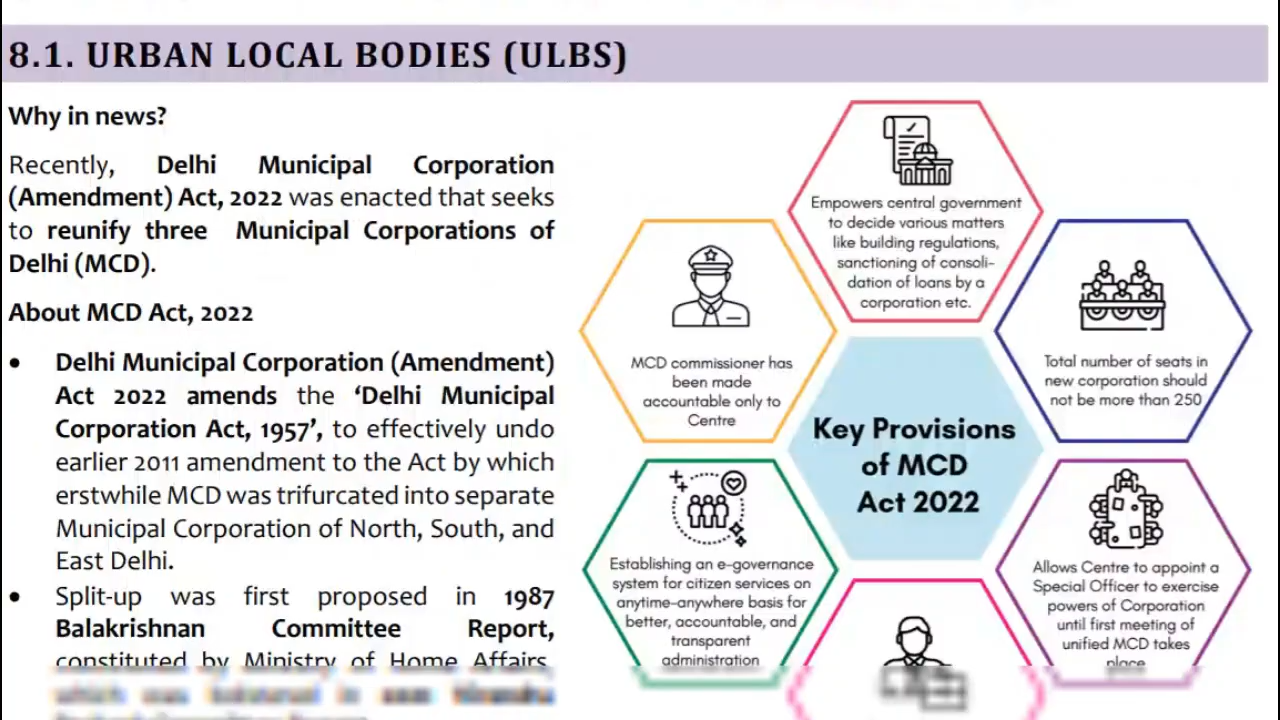 8.1. URBAN LOCAL BODIES (ULBS)
Why in news?
Recently, Delhi Municipal Corporation
(Amendment) Act, 2022 was enacted that seeks
to reunify three Municipal Corporations of
Delhi (MCD).
About MCD Act, 2022
• Delhi Municipal Corporation (Amendment)
Act 2022 amends the ‘Delhi Municipal
Corporation Act, 1957’, to effectively undo
earlier 2011 amendment to the Act by which
erstwhile MCD was trifurcated into separate
Municipal Corporation of North, South, and
East Delhi.
• Split-up was first proposed in 1987
Balakrishnan Committee Report,
constituted by Ministry of Home Affairs,
Empowers central government
to decide various matters
like building regulations,
sanctioning of consoli-
dation of loans by a
corporation etc.
MCD commissioner has
been made
accountable only to
Centre
Total number of seats in
new corporation should
not be more than 250
Key Provisions
of MCD
Act 2022
Establishing an e-governance
system for citizen services on
anytime-anywhere basis for
better, accountable, and
transparent
administration
Allows Centre to appoint a
Special Officer to exercise
powers of Corporation
until first meeting of
unified MCD takes
place